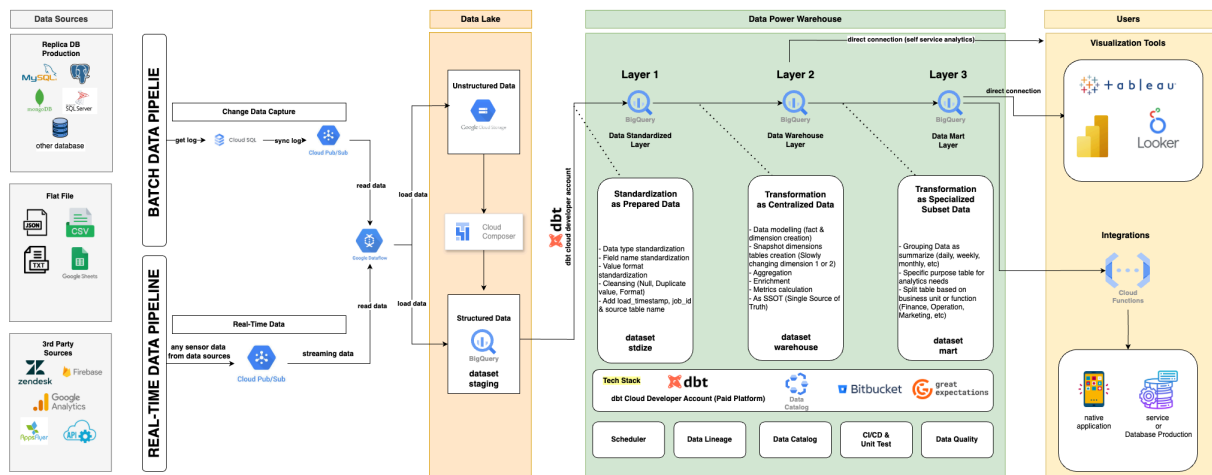 Data Sources
Replica DB
Production
MySQL
mongoDB
SQL Server
other database
Flat File
JSON
CSV
TXT
Google Sheets
3rd Party
Sources
zendesk
Firebase
Google
Analytics
AppsFlyer
API
BATCH DATA PIPELIE
REAL-TIME DATA PIPELINE
Change Data Capture
get log
Cloud SQL
sync log
Cloud Pub/Sub
read data
load data
Google Dataflow
read data
load data
Real-Time Data
any sensor data
from data sources
Cloud Pub/Sub
streaming data
Data Lake
Unstructured Data
Google Cloud Storage
Cloud
Composer
Structured Data
BigQuery
dataset
staging
dbt
dbt cloud developer account
Data Power Warehouse
direct connection (self service analytics)
Layer 1
BigQuery
Data Standardized
Layer
Layer 2
BigQuery
Data Warehouse
Layer
Layer 3
BigQuery
Data Mart
Layer
direct connection
Standardization
as Prepared Data
- Data type standardization
- Field name standardization
- Value format
standardization
- Cleansing (Null, Duplicate
value, Format)
- Add load_timestamp, job_id
& source table name
dataset
stdize
Transformation
as Centralized Data
- Data modelling (fact &
dimension creation)
- Snapshot dimensions
tables creation (Slowly
changing dimension 1 or 2)
- Aggregation
- Enrichment
- Metrics calculation
- As SSOT (Single Source of
Truth)
dataset
warehouse
Transformation
as Specialized
Subset Data
- Grouping Data as
summarize (daily, weekly,
monthly, etc)
- Specific purpose table for
analytics needs
- Split table based on
business unit or function
(Finance, Operation,
Marketing, etc)
dataset
mart
Tech Stack
dbt
dbt Cloud Developer Account (Paid Platform)
Data
Catalog
Bitbucket
great
expectations
Scheduler
Data Lineage
Data Catalog
CI/CD &
Unit Test
Data Quality
Users
Visualization Tools
tableau
Looker
Integrations
Cloud
Functions
native
application
service
or
Database Production